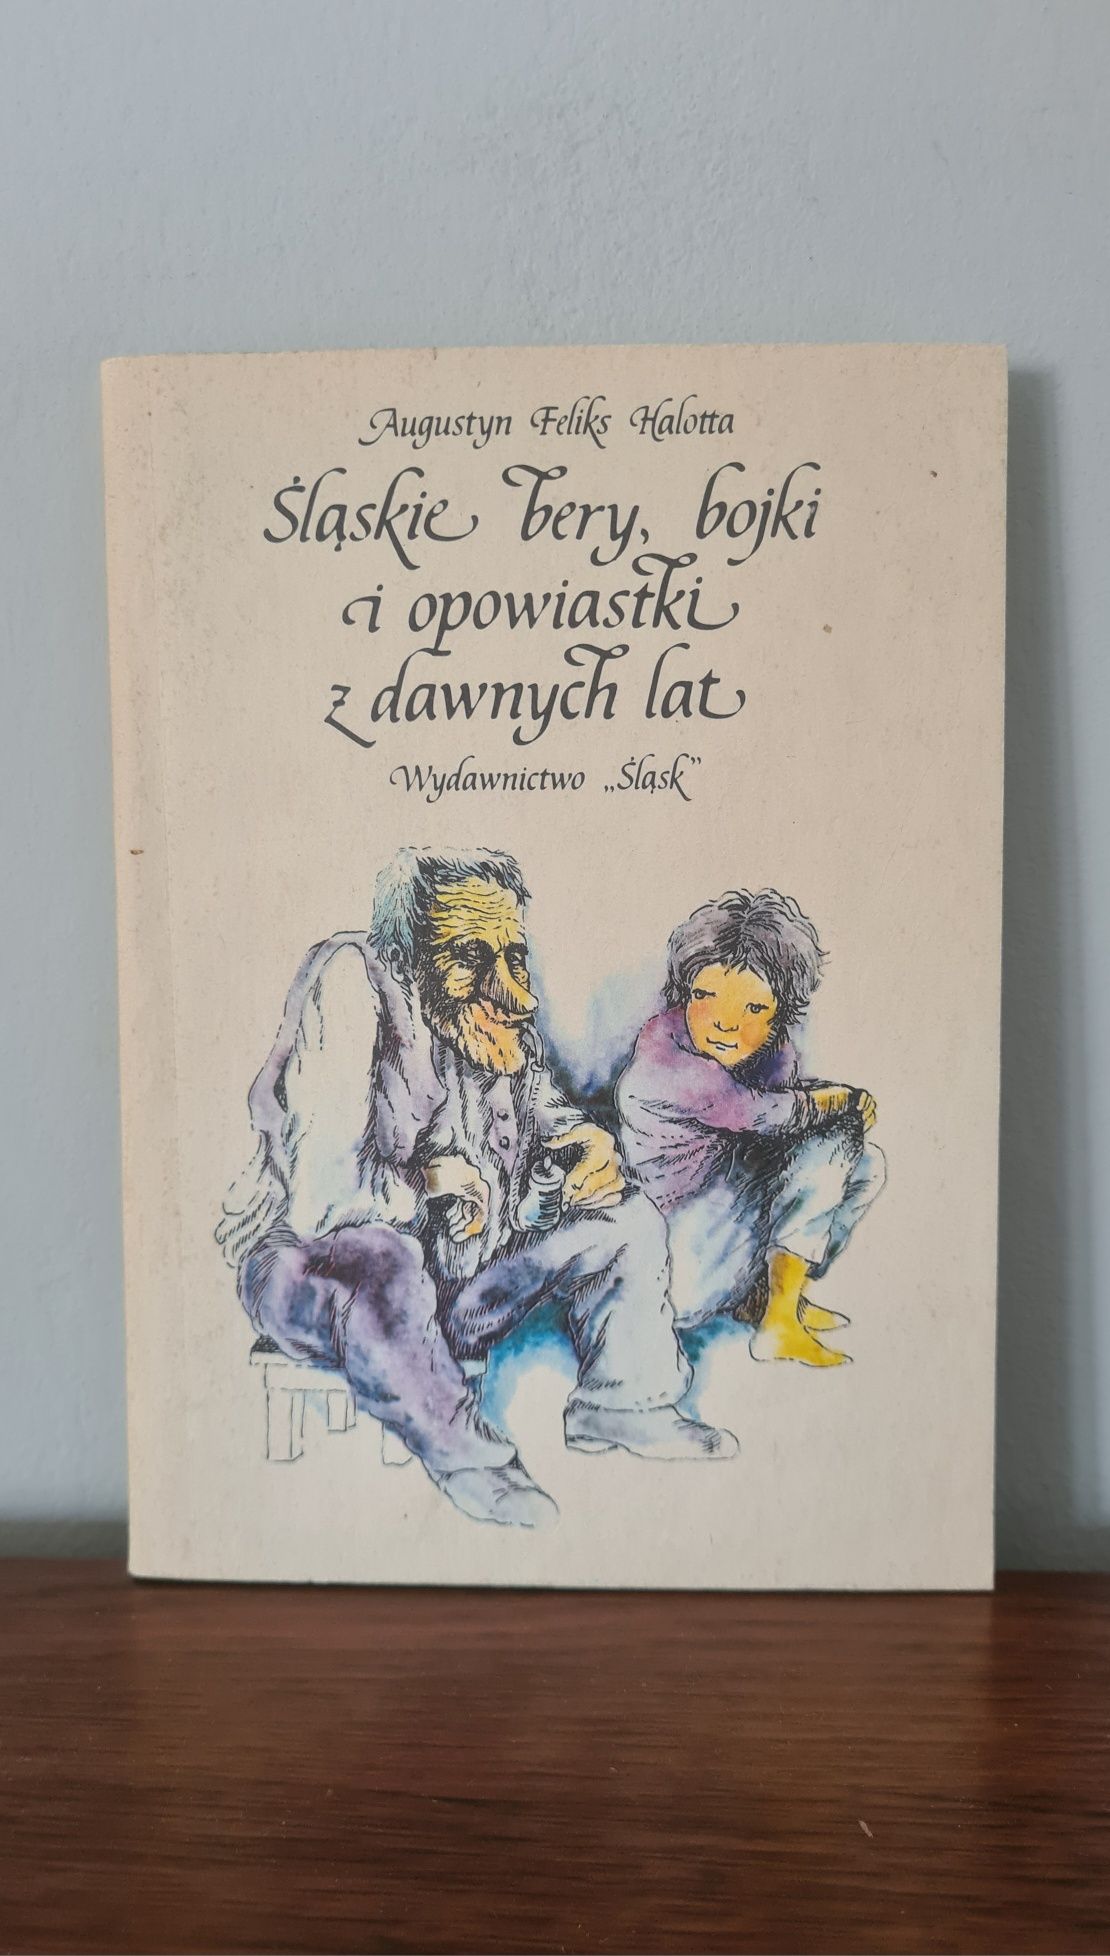 Augustyn Feliks Halotta
Śląskie bery, bojki
i opowiastki
z dawnych lat
Wydawnictwo „Śląsk”